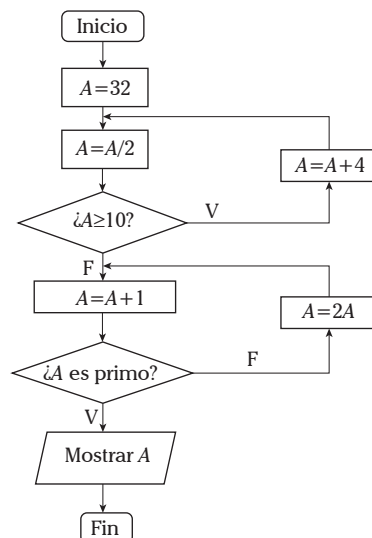 Inicio
A=32
A=A/2
A=A+4
¿A≥10?
V
F
A=A+1
A=2A
¿A es primo?
F
V
Mostrar A
Fin